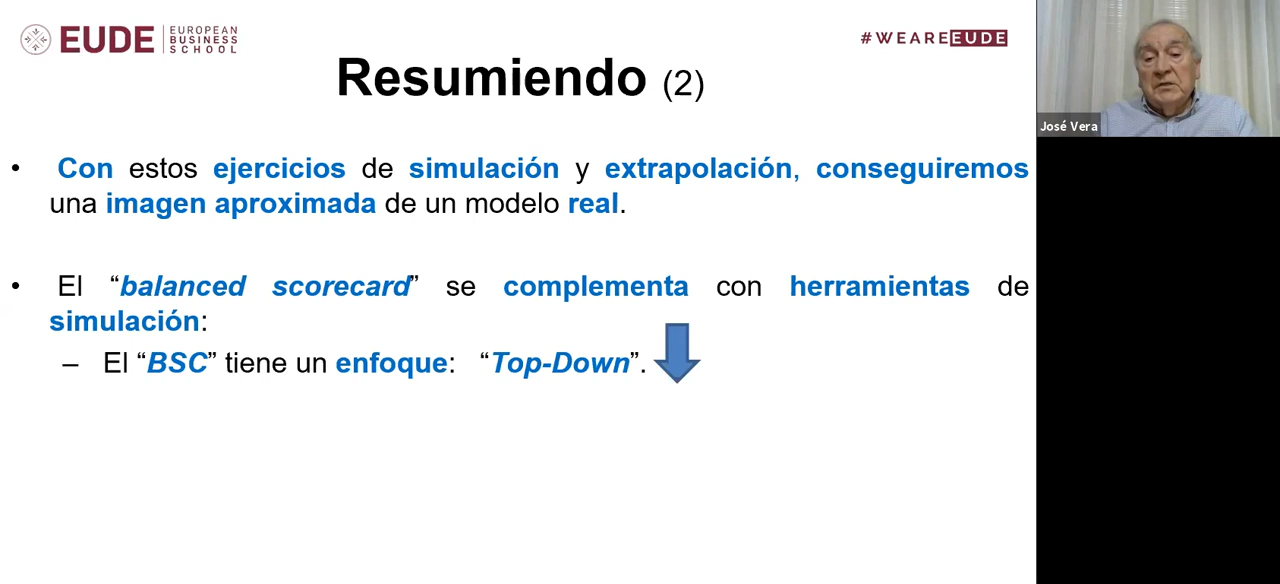 EUDE
EUROPEAN
BUSINESS
SCHOOL
#WEAREEUDE
Resumiendo (2)
• Con estos ejercicios de simulación y extrapolación, conseguiremos
una imagen aproximada de un modelo real.
• El “balanced scorecard” se complementa con herramientas de
simulación:
– El “BSC” tiene un enfoque: “Top-Down”.
José Vera